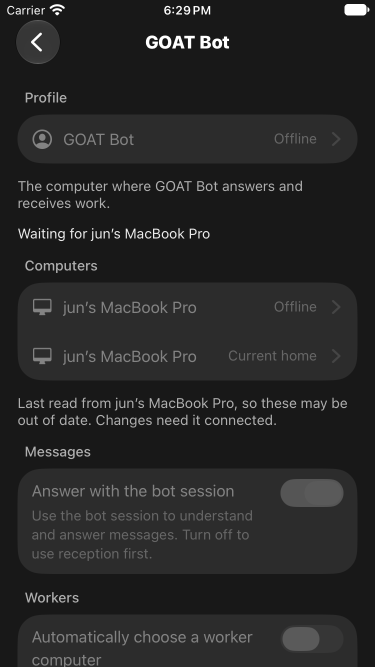 Carrier 6:29 PM
GOAT Bot
Profile
GOAT Bot Offline
The computer where GOAT Bot answers and
receives work.
Waiting for jun’s MacBook Pro
Computers
jun’s MacBook Pro Offline
jun’s MacBook Pro Current home
Last read from jun’s MacBook Pro, so these may be
out of date. Changes need it connected.
Messages
Answer with the bot session
Use the bot session to understand
and answer messages. Turn off to
use reception first.
Workers
Automatically choose a worker
computer